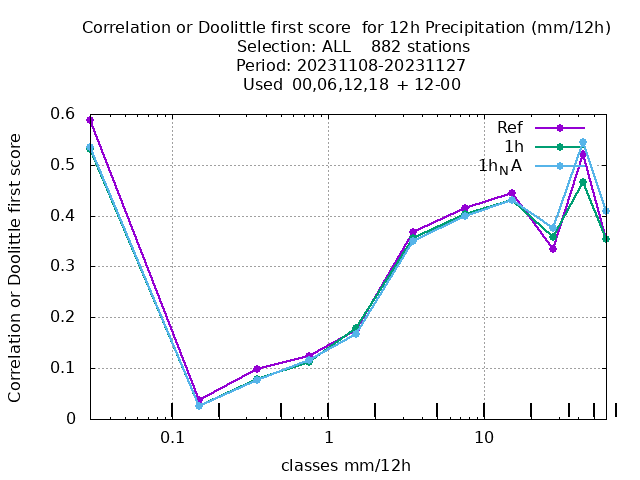 Correlation or Doolittle first score  for 12h Precipitation (mm/12h)
Selection: ALL    882 stations
Period: 20231108-20231127
Used  00,06,12,18  + 12-00
Ref
1h
1h_NA
Correlation or Doolittle first score
0.6
0.5
0.4
0.3
0.2
0.1
0
0.1 1 10
classes mm/12h